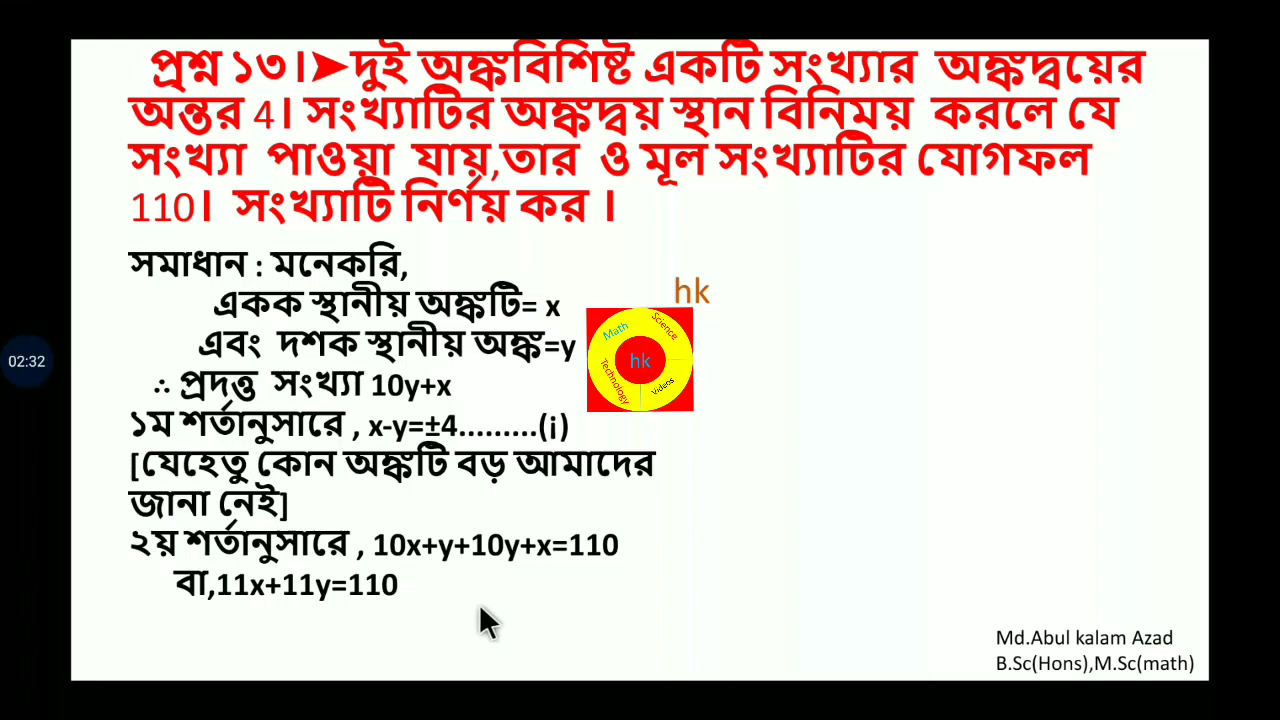 প্রশ্ন ১৩।➤দুই অঙ্কবিশিষ্ট একটি সংখ্যার অঙ্কদ্বয়ের
অন্তর 4। সংখ্যাটির অঙ্কদ্বয় স্থান বিনিময় করলে যে
সংখ্যা পাওয়া যায়,তার ও মূল সংখ্যাটির যোগফল
110। সংখ্যাটি নির্ণয় কর ।
সমাধান : মনেকরি,
একক স্থানীয় অঙ্কটি= x
এবং দশক স্থানীয় অঙ্ক=y
∴ প্রদত্ত সংখ্যা 10y+x
১ম শর্তানুসারে , x-y=±4.........(i)
[যেহেতু কোন অঙ্কটি বড় আমাদের
জানা নেই]
২য় শর্তানুসারে , 10x+y+10y+x=110
বা,11x+11y=110
hk
Math
Science
hk
Technology
Videos
02:32
Md.Abul kalam Azad
B.Sc(Hons),M.Sc(math)